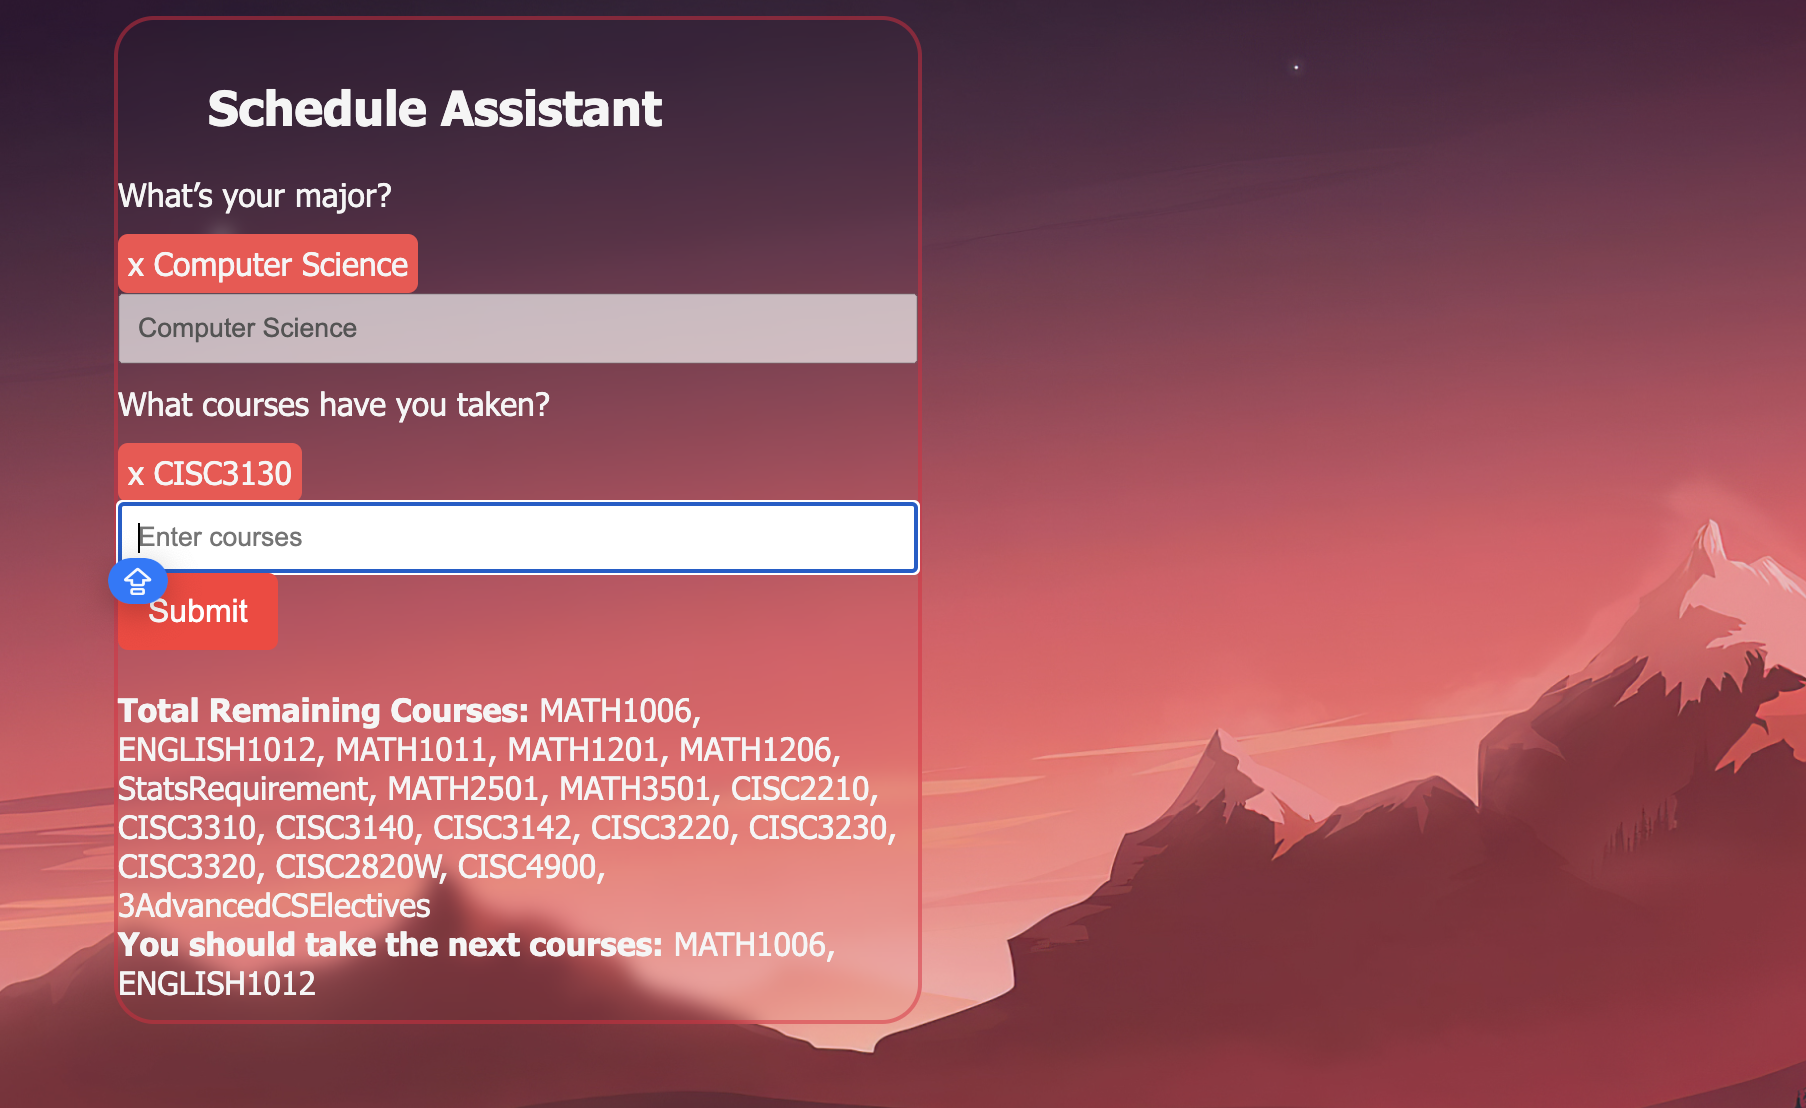 Schedule Assistant
What’s your major?
x Computer Science
Computer Science
What courses have you taken?
x CISC3130
Enter courses
Submit
Total Remaining Courses: MATH1006,
ENGLISH1012, MATH1011, MATH1201, MATH1206,
StatsRequirement, MATH2501, MATH3501, CISC2210,
CISC3310, CISC3140, CISC3142, CISC3220, CISC3230,
CISC3320, CISC2820W, CISC4900,
3AdvancedCSElectives
You should take the next courses: MATH1006,
ENGLISH1012